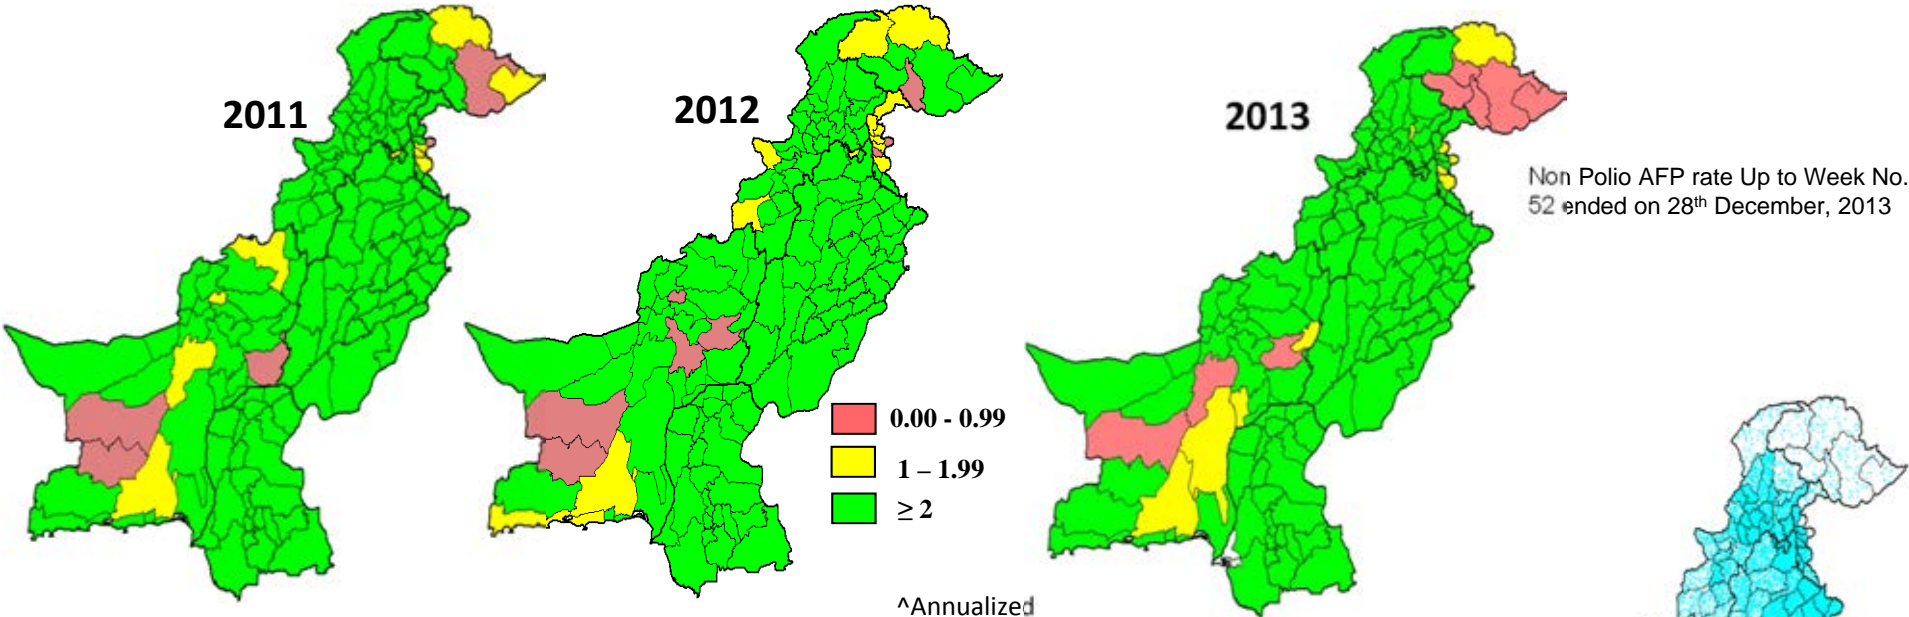 2011
2012
2013
Non Polio AFP rate Up to Week No.
52 ended on 28th December, 2013
0.00 - 0.99
1 – 1.99
≥ 2
^Annualized